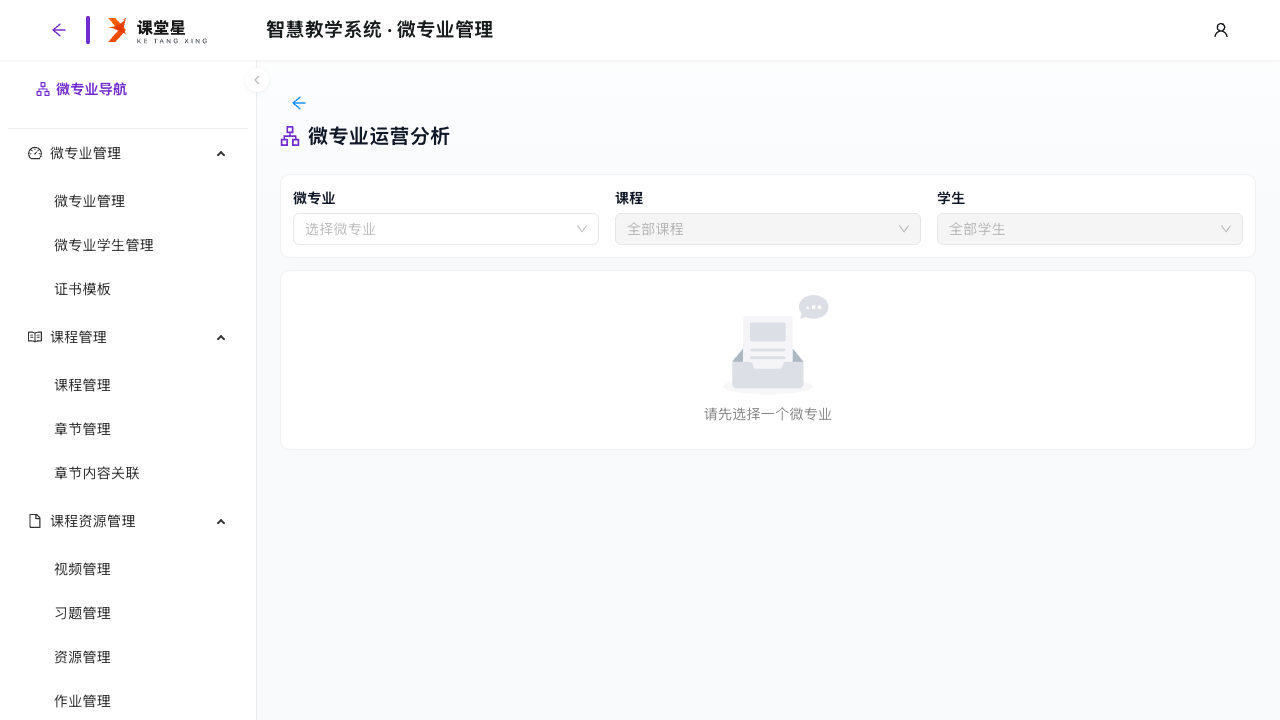 课堂星
KE TANG XING
智慧教学系统 · 微专业管理
微专业导航
微专业管理
微专业管理
微专业学生管理
证书模板
课程管理
课程管理
章节管理
章节内容关联
课程资源管理
视频管理
习题管理
资源管理
作业管理
微专业运营分析
微专业
课程
学生
选择微专业
全部课程
全部学生
请先选择一个微专业